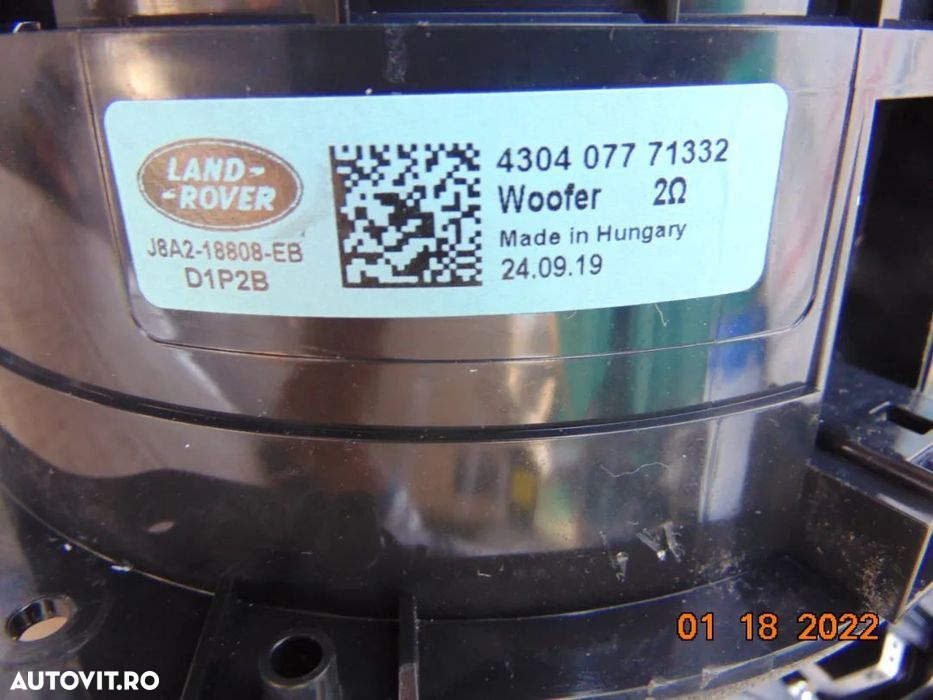 LAND-
-ROVER
J8A2-18808-EB
D1P2B
4304 077 71332
Woofer 2Ω
Made in Hungary
24.09.19
01 18 2022
AUTOVIT.RO